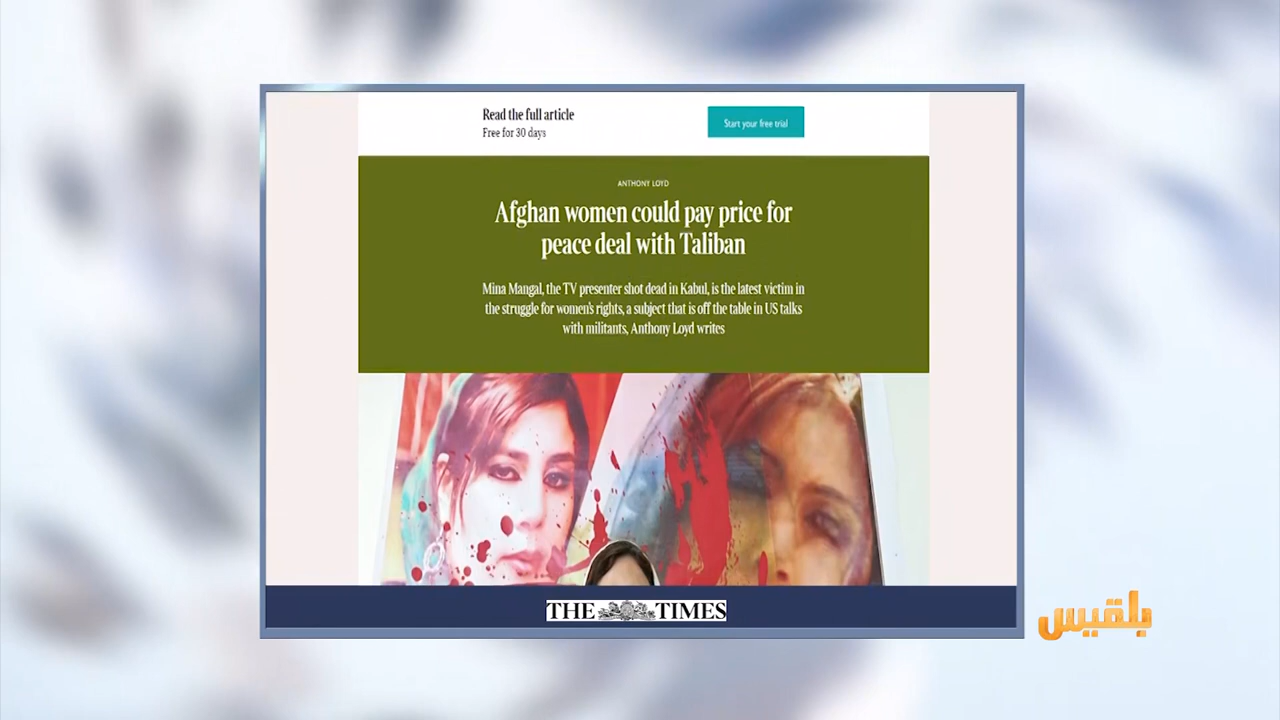 Read the full article
Free for 30 days
Start your free trial
ANTHONY LOYD
Afghan women could pay price for
peace deal with Taliban
Mina Mangal, the TV presenter shot dead in Kabul, is the latest victim in
the struggle for women's rights, a subject that is off the table in US talks
with militants, Anthony Loyd writes
THE TIMES
بلقيس